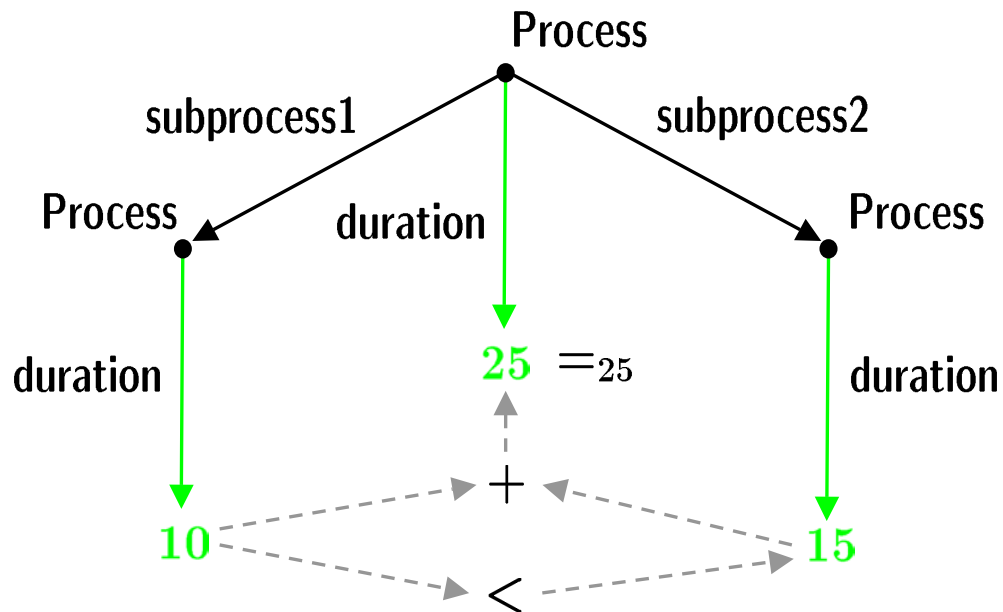 Process
subprocess1
subprocess2
Process
duration
Process
25 =25
duration
duration
+
10
15
<